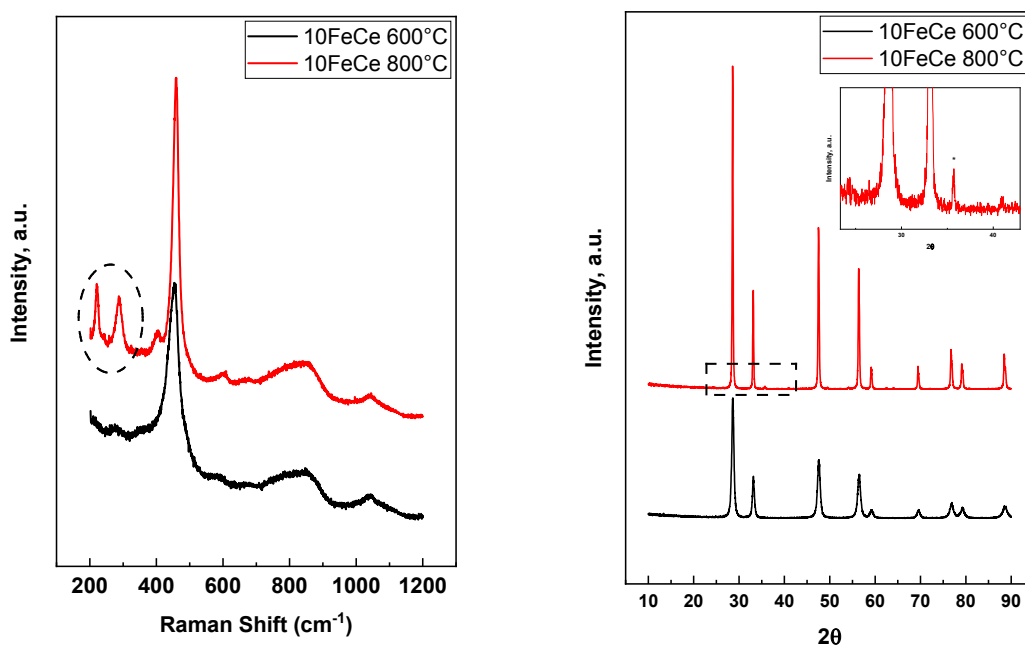 10FeCe 600°C
10FeCe 800°C
Intensity, a.u.
200 400 600 800 1000 1200
Raman Shift (cm-1)
10FeCe 600°C
10FeCe 800°C
Intensity, a.u.
*
30 40
2θ
Intensity, a.u.
10 20 30 40 50 60 70 80 90
2θ